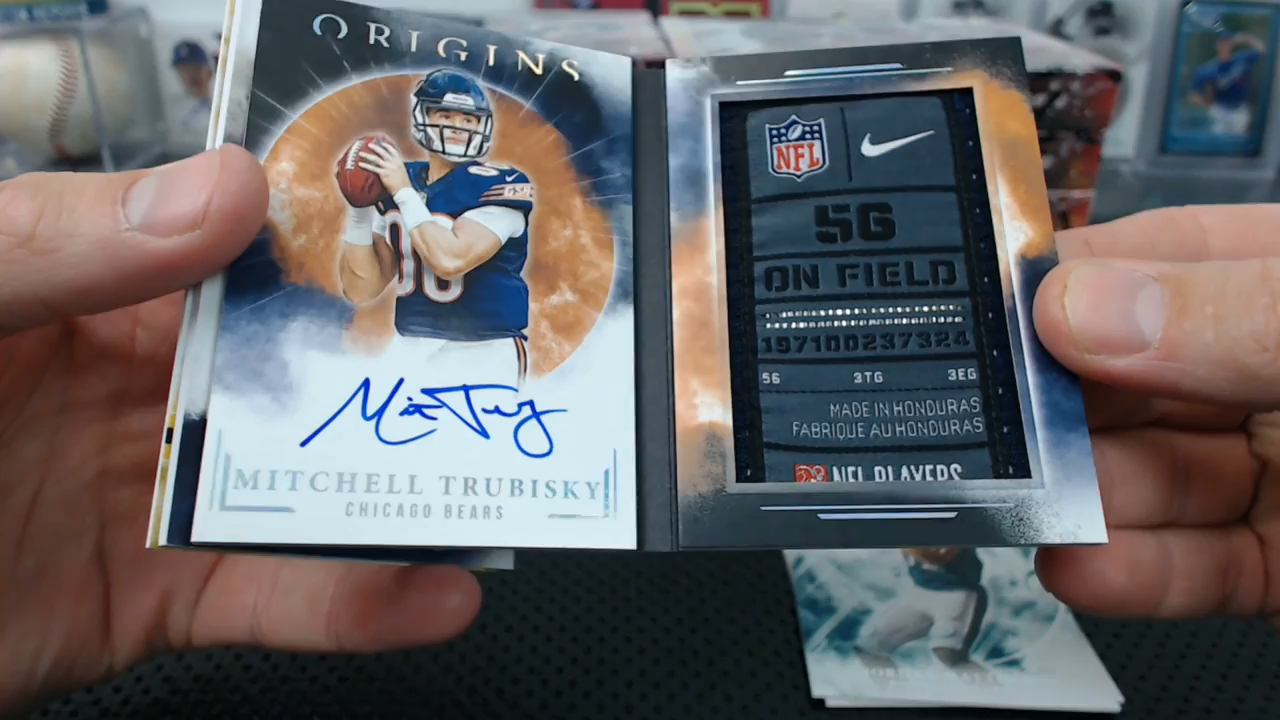 ORIGINS
GSH
MITCHELL TRUBISKY
CHICAGO BEARS
NFL
56
ON FIELD
197100237324
56 3TG 3EG
MADE IN HONDURAS
FABRIQUE AU HONDURAS
NFL PLAYERS